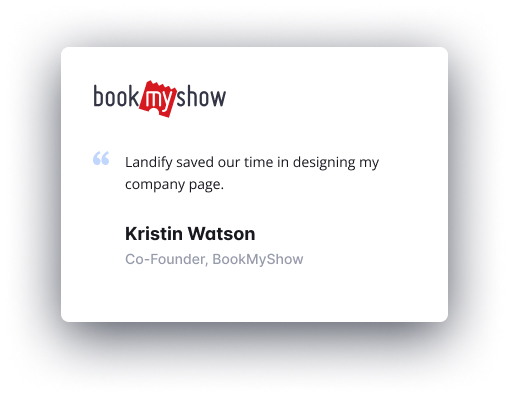 bookmyshow
“ Landify saved our time in designing my
company page.
Kristin Watson
Co-Founder, BookMyShow